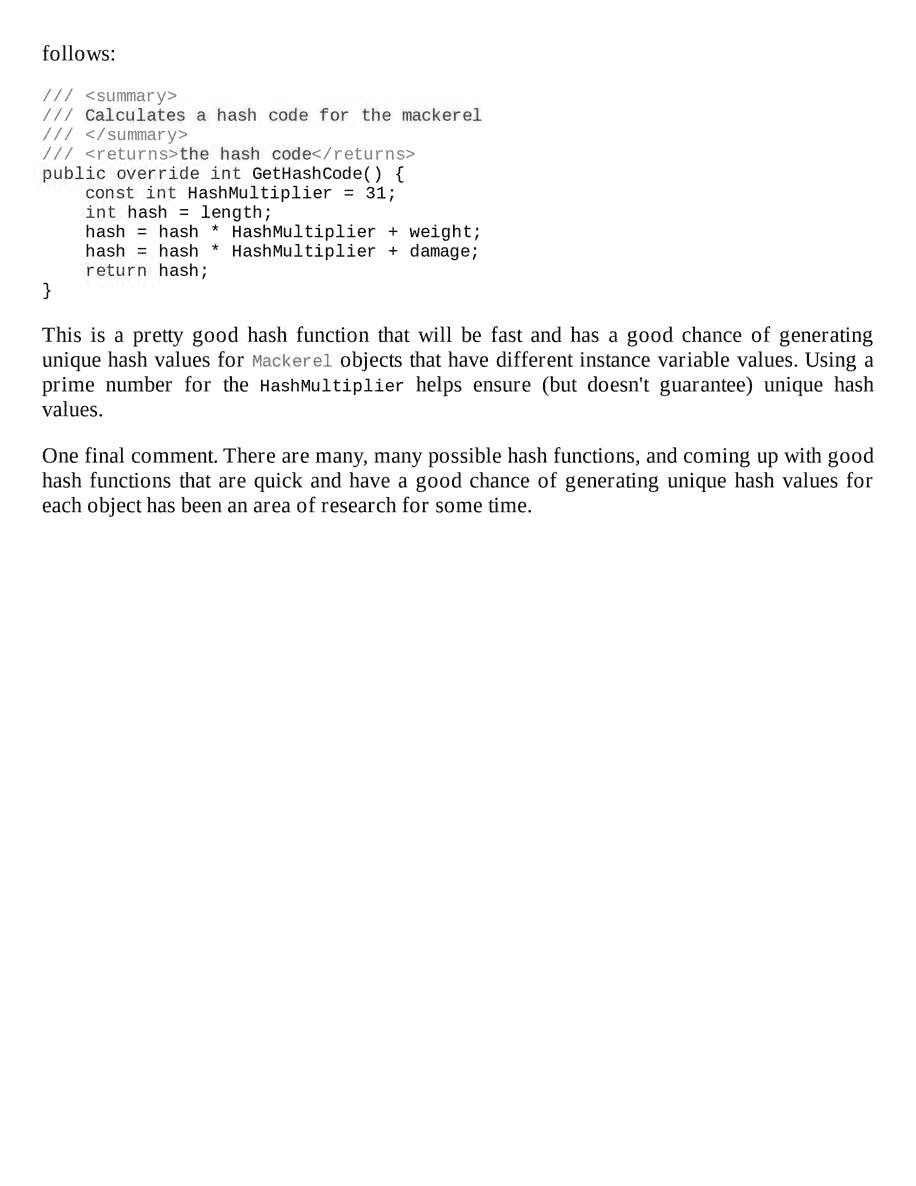 follows:
/// <summary>
/// Calculates a hash code for the mackerel
/// </summary>
/// <returns>the hash code</returns>
public override int GetHashCode() {
    const int HashMultiplier = 31;
    int hash = length;
    hash = hash * HashMultiplier + weight;
    hash = hash * HashMultiplier + damage;
    return hash;
}
This is a pretty good hash function that will be fast and has a good chance of generating
unique hash values for Mackerel objects that have different instance variable values. Using a
prime number for the HashMultiplier helps ensure (but doesn't guarantee) unique hash
values.
One final comment. There are many, many possible hash functions, and coming up with good
hash functions that are quick and have a good chance of generating unique hash values for
each object has been an area of research for some time.